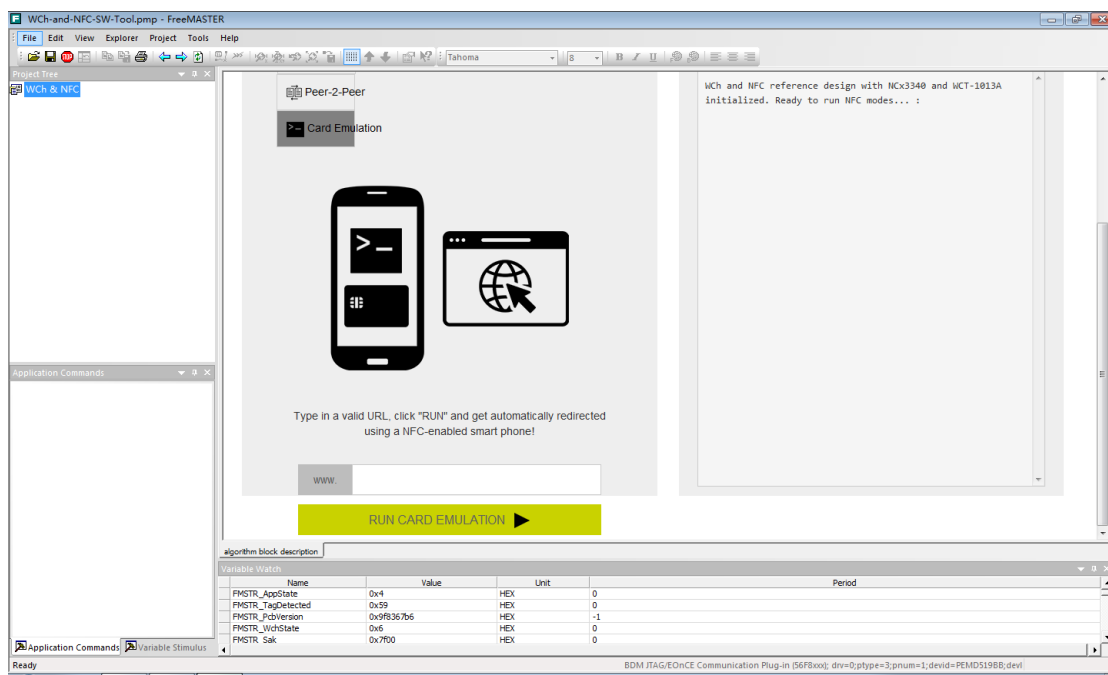 WCh-and-NFC-SW-Tool.pmp - FreeMASTER
File Edit View Explorer Project Tools Help
Tahoma 8 B I U
Project Tree
WCh & NFC
Peer-2-Peer
>- Card Emulation
>_
Type in a valid URL, click "RUN" and get automatically redirected
using a NFC-enabled smart phone!
www.
RUN CARD EMULATION
WCh and NFC reference design with NCx3340 and WCT-1013A
initialized. Ready to run NFC modes... :
Application Commands
algorithm block description
Variable Watch
Name Value Unit Period
FMSTR_AppState 0x4 HEX 0
FMSTR_TagDetected 0x59 HEX 0
FMSTR_PcbVersion 0x9f8367b6 HEX -1
FMSTR_WchState 0x6 HEX 0
FMSTR_Sak 0x7f00 HEX 0
Application Commands Variable Stimulus
Ready
BDM JTAG/EOnCE Communication Plug-in (56F8xxx); drv=0;ptype=3;pnum=1;devid=PEMD519BB;devl